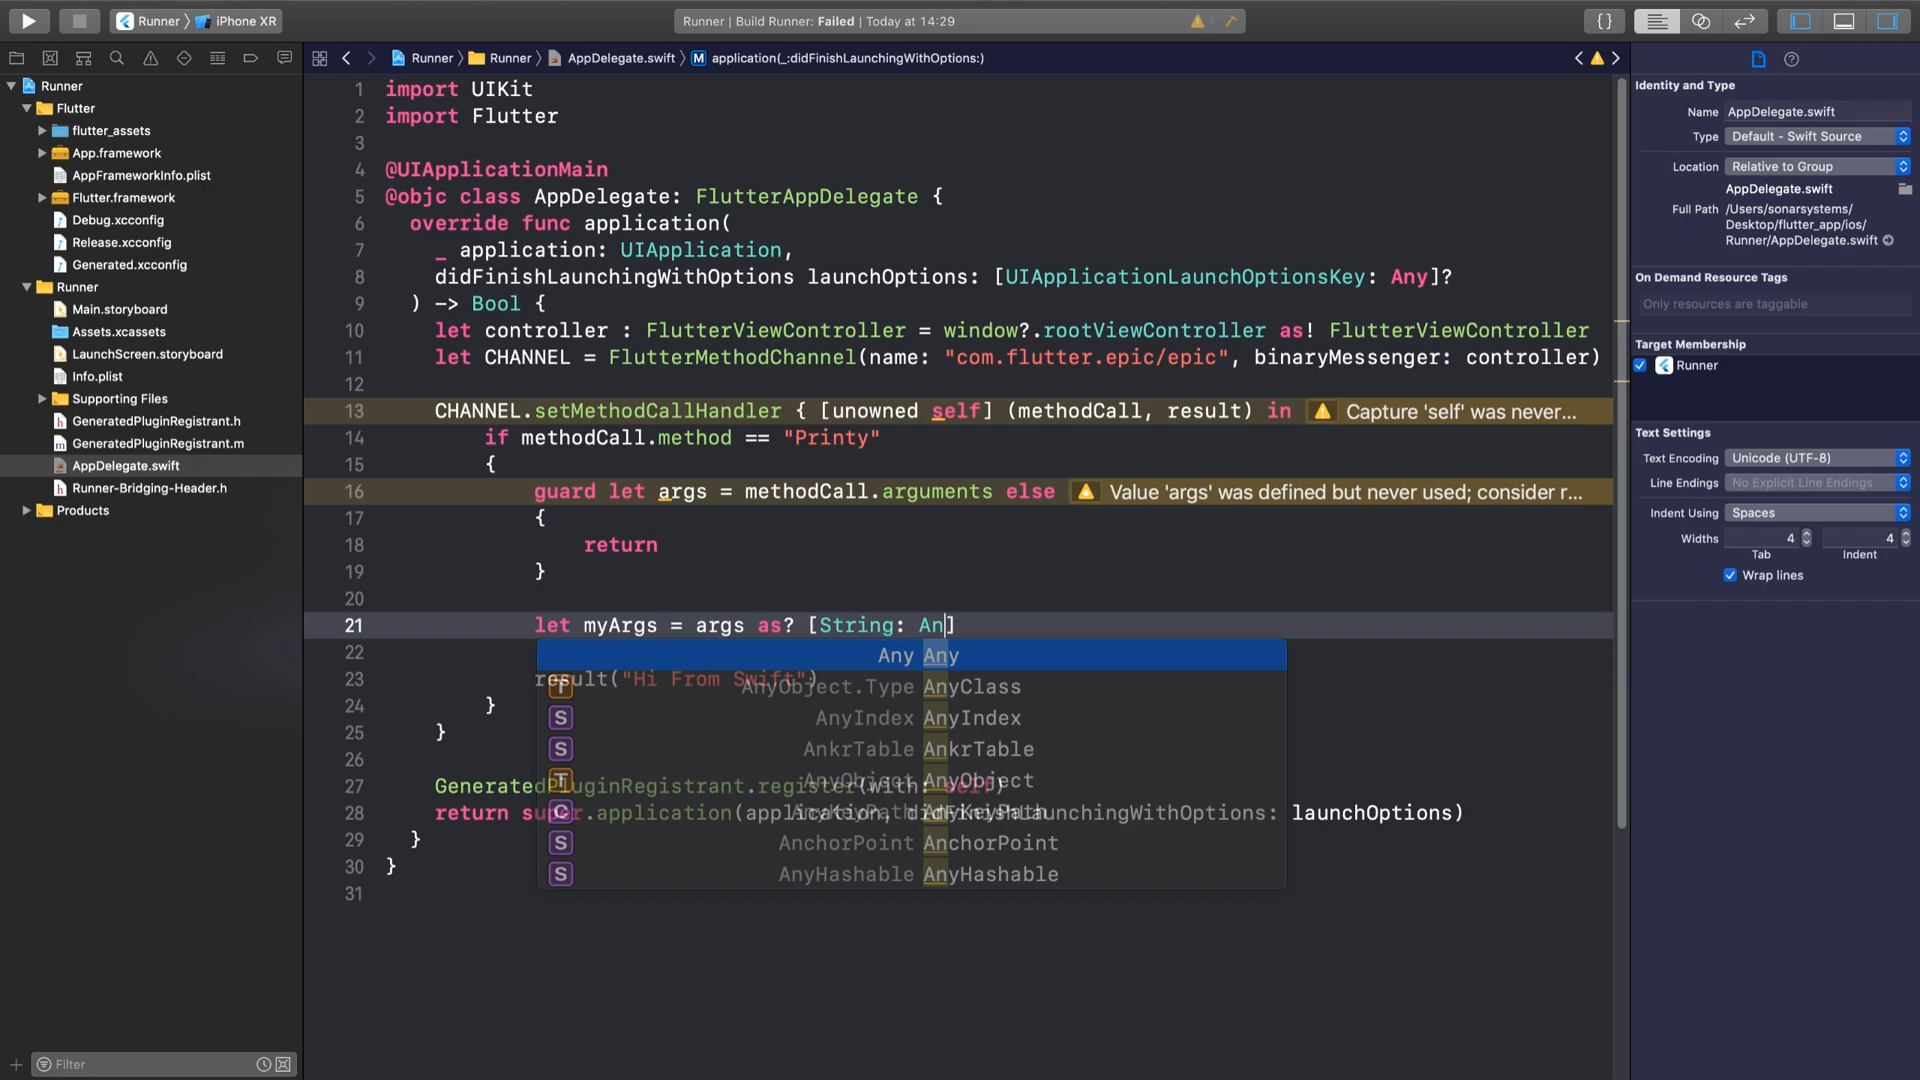 Runner 〉 iPhone XR
Runner | Build Runner: Failed | Today at 14:29
Runner 〉 Runner 〉 AppDelegate.swift 〉 M application(_:didFinishLaunchingWithOptions:)
Runner
Flutter
flutter_assets
App.framework
AppFrameworkInfo.plist
Flutter.framework
Debug.xcconfig
Release.xcconfig
Generated.xcconfig
Runner
Main.storyboard
Assets.xcassets
LaunchScreen.storyboard
Info.plist
Supporting Files
GeneratedPluginRegistrant.h
GeneratedPluginRegistrant.m
AppDelegate.swift
Runner-Bridging-Header.h
Products
Filter
1 import UIKit
2 import Flutter
3
4 @UIApplicationMain
5 @objc class AppDelegate: FlutterAppDelegate {
6 override func application(
7 _ application: UIApplication,
8 didFinishLaunchingWithOptions launchOptions: [UIApplicationLaunchOptionsKey: Any]?
9 ) -> Bool {
10 let controller : FlutterViewController = window?.rootViewController as! FlutterViewController
11 let CHANNEL = FlutterMethodChannel(name: "com.flutter.epic/epic", binaryMessenger: controller)
12
13 CHANNEL.setMethodCallHandler { [unowned self] (methodCall, result) in Capture 'self' was never...
14 if methodCall.method == "Printy"
15 {
16 guard let args = methodCall.arguments else Value 'args' was defined but never used; consider r...
17 {
18 return
19 }
20
21 let myArgs = args as? [String: An]
22
23 result("Hi From Swift")
24 }
25 }
26
27 GeneratedPluginRegistrant.register(with: self)
28 return super.application(application, didFinishLaunchingWithOptions: launchOptions)
29 }
30 }
31
Any Any
T AnyObject.Type AnyClass
S AnyIndex AnyIndex
S AnkrTable AnkrTable
T AnyObject AnyObject
C AnyKeyPath AnyKeyPath
S AnchorPoint AnchorPoint
S AnyHashable AnyHashable
Identity and Type
Name AppDelegate.swift
Type Default - Swift Source
Location Relative to Group
AppDelegate.swift
Full Path /Users/sonarsystems/
Desktop/flutter_app/ios/
Runner/AppDelegate.swift
On Demand Resource Tags
Only resources are taggable
Target Membership
Runner
Text Settings
Text Encoding Unicode (UTF-8)
Line Endings No Explicit Line Endings
Indent Using Spaces
Widths 4 4
Tab Indent
Wrap lines